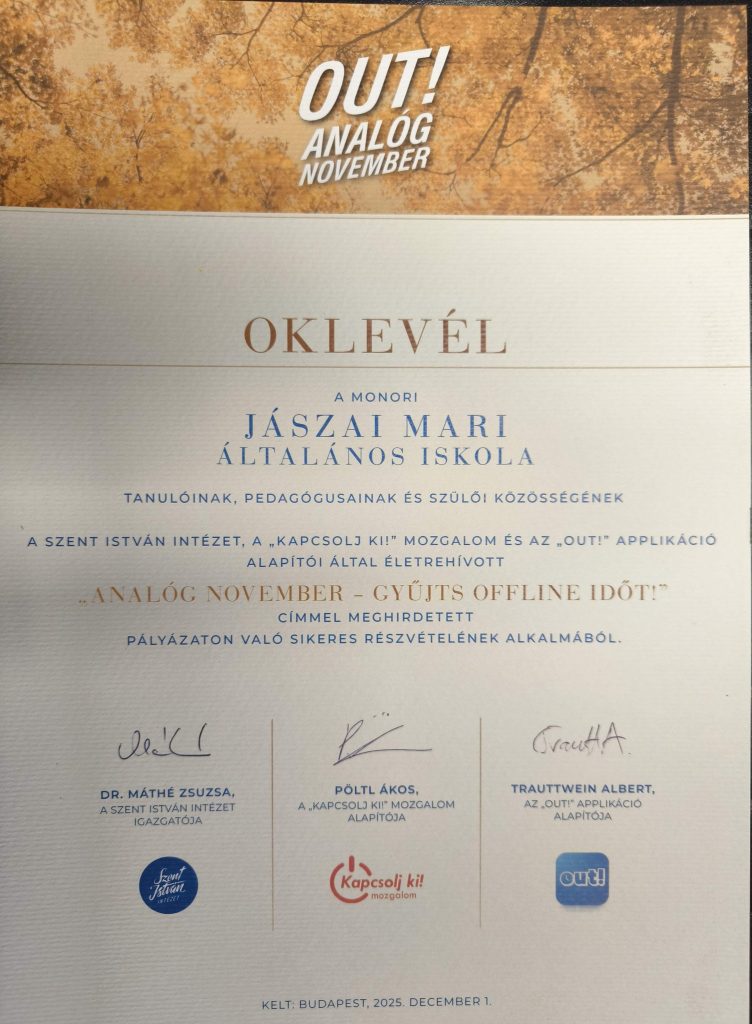 OUT!
ANALÓG
NOVEMBER
OKLEVÉL
A MONORI
JÁSZAI MARI
ÁLTALÁNOS ISKOLA
TANULÓINAK, PEDAGÓGUSAINAK ÉS SZÜLŐI KÖZÖSSÉGÉNEK
A SZENT ISTVÁN INTÉZET, A „KAPCSOLJ KI!” MOZGALOM ÉS AZ „OUT!” APPLIKÁCIÓ
ALAPÍTÓI ÁLTAL ÉLETREHÍVOTT
„ANALÓG NOVEMBER – GYŰJTS OFFLINE IDŐT!”
CÍMMEL MEGHIRDETETT
PÁLYÁZATON VALÓ SIKERES RÉSZVÉTELÉNEK ALKALMÁBÓL.
DR. MÁTHÉ ZSUZSA,
A SZENT ISTVÁN INTÉZET
IGAZGATÓJA
Szent
István
INTÉZET
PÖLTL ÁKOS,
A „KAPCSOLJ KI!” MOZGALOM
ALAPÍTÓJA
Kapcsolj ki!
mozgalom
TrauttA.
TRAUTTWEIN ALBERT,
AZ „OUT!” APPLIKÁCIÓ
ALAPÍTÓJA
out!
KELT: BUDAPEST, 2025. DECEMBER 1.